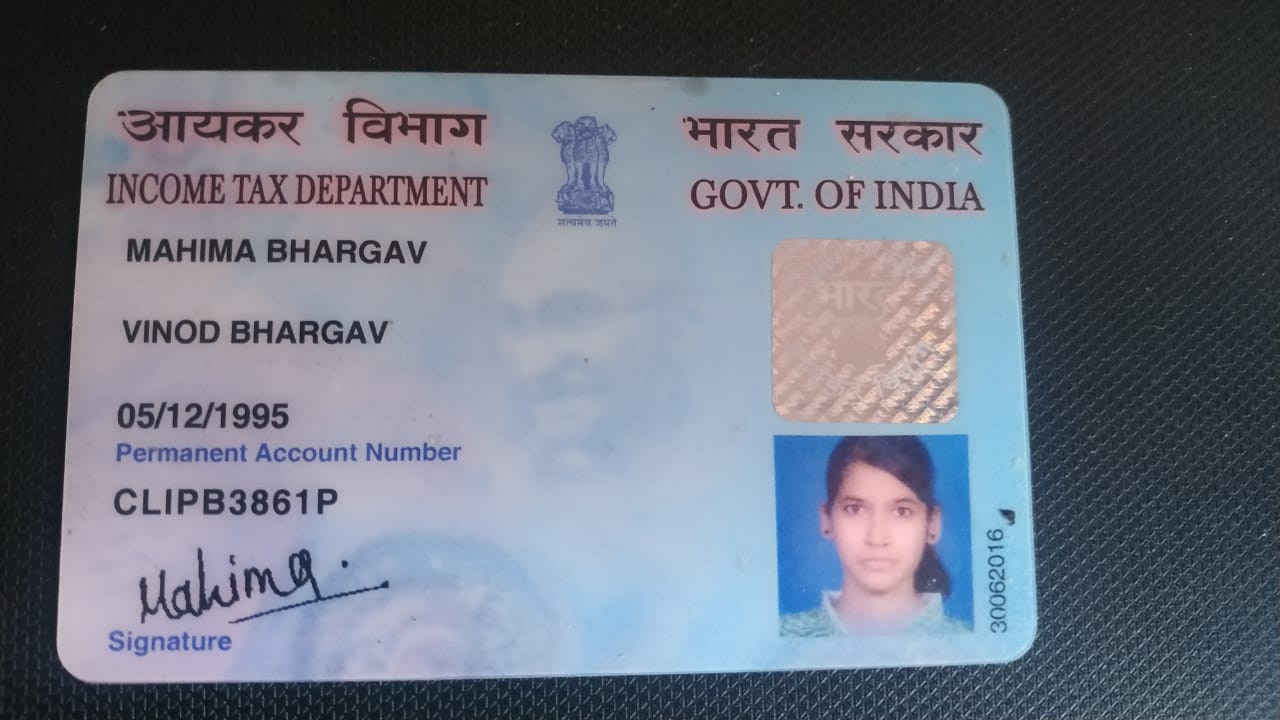 आयकर विभाग
INCOME TAX DEPARTMENT
सत्यमेव जयते
भारत सरकार
GOVT. OF INDIA
MAHIMA BHARGAV
VINOD BHARGAV
05/12/1995
Permanent Account Number
CLIPB3861P
Mahima
Signature
भारत
30062016